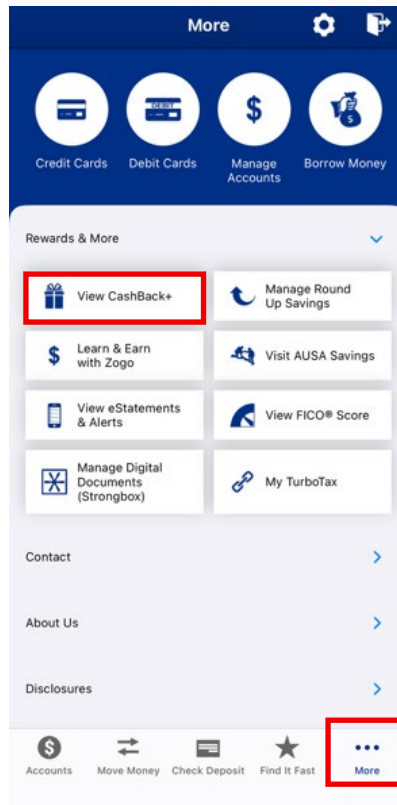 More
DEBIT
$
$
Credit Cards
Debit Cards
Manage
Accounts
Borrow Money
Rewards & More
View CashBack+
Manage Round
Up Savings
$
Learn & Earn
with Zogo
Visit AUSA Savings
View eStatements
& Alerts
View FICO® Score
Manage Digital
Documents
(Strongbox)
My TurboTax
Contact
About Us
Disclosures
$
Accounts
Move Money
Check Deposit
Find It Fast
More